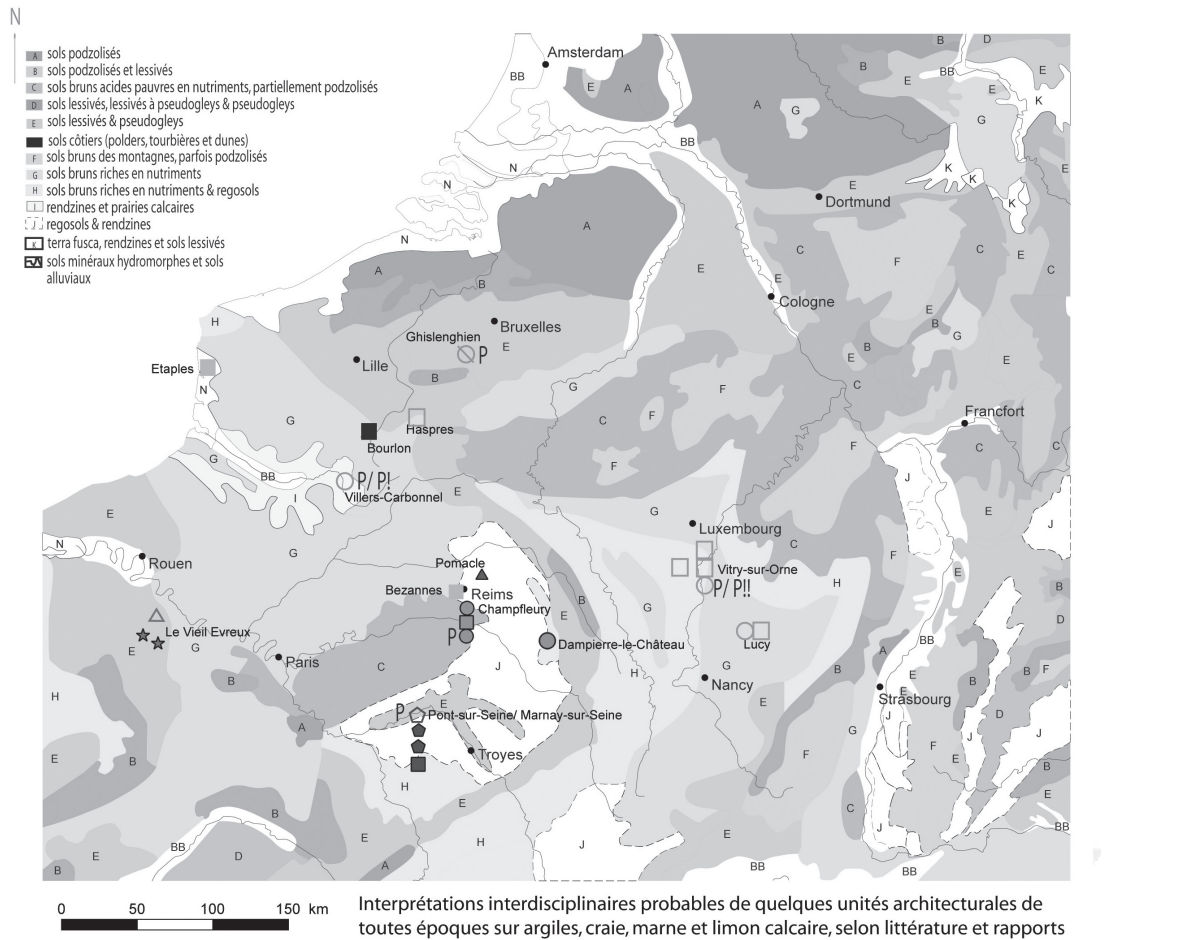 N
A sols podzolisés
B sols podzolisés et lessivés
C sols bruns acides pauvres en nutriments, partiellement podzolisés
D sols lessivés, lessivés à pseudogleys & pseudogleys
E sols lessivés & pseudogleys
sols côtiers (polders, tourbières et dunes)
F sols bruns des montagnes, parfois podzolisés
G sols bruns riches en nutriments
H sols bruns riches en nutriments & regosols
I rendzines et prairies calcaires
J regosols & rendzines
K terra fusca, rendzines et sols lessivés
sols minéraux hydromorphes et sols
alluviaux
Amsterdam
Dortmund
Cologne
Bruxelles
Ghislenghien
P
Lille
Etaples
Haspres
Bourlon
P/ P!
Villers-Carbonnel
Francfort
Luxembourg
Rouen
Pomacle
Vitry-sur-Orne
Bezannes
Reims
P/ P!!
Champfleury
Le Vieil Evreux
P
Dampierre-le-Château
Lucy
Paris
Nancy
Strasbourg
P Pont-sur-Seine/ Marnay-sur-Seine
Troyes
0 50 100 150 km
Interprétations interdisciplinaires probables de quelques unités architecturales de
toutes époques sur argiles, craie, marne et limon calcaire, selon littérature et rapports